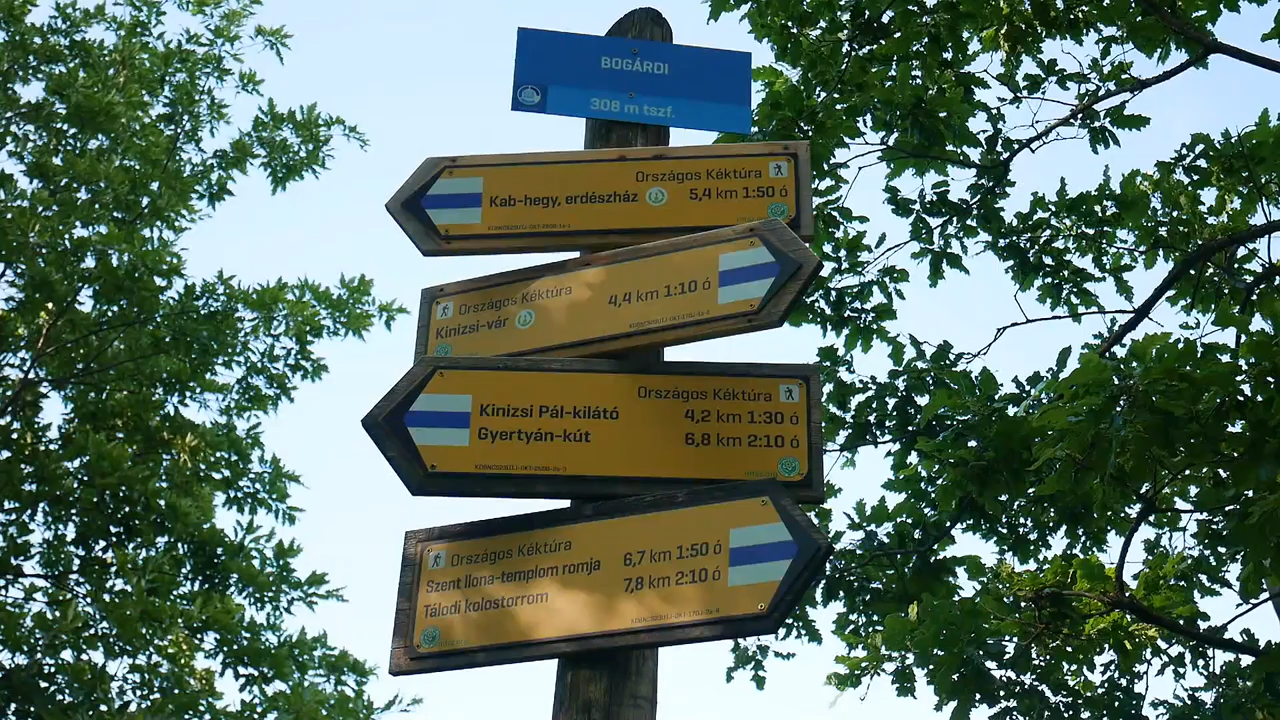 BOGÁRDI
308 m tszf.
Országos Kéktúra
Kab-hegy, erdészház 5,4 km 1:50 ó
Országos Kéktúra
Kinizsi-vár 4,4 km 1:10 ó
Országos Kéktúra
Kinizsi Pál-kilátó 4,2 km 1:30 ó
Gyertyán-kút 6,8 km 2:10 ó
Országos Kéktúra
Szent Ilona-templom romja 6,7 km 1:50 ó
Tálodi kolostorrom 7,8 km 2:10 ó